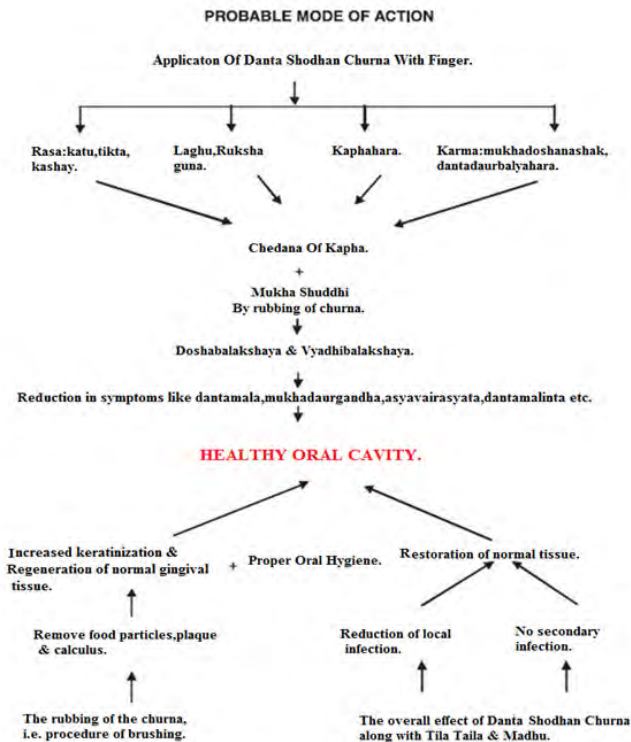 PROBABLE MODE OF ACTION
Applicaton Of Danta Shodhan Churna With Finger.
Rasa:katu,tikta,
kashay.
Laghu,Ruksha
guna.
Kaphahara.
Karma:mukhadoshanashak,
dantadaurbalyahara.
Chedana Of Kapha.
+
Mukha Shuddhi
By rubbing of churna.
Doshabalakshaya & Vyadhibalakshaya.
Reduction in symptoms like dantamala,mukhadaurgandha,asyavairasyata,dantamalinta etc.
HEALTHY ORAL CAVITY.
Increased keratinization &
Regeneration of normal gingival
tissue.
+ Proper Oral Hygiene.
Restoration of normal tissue.
Remove food particles,plaque
& calculus.
Reduction of local
infection.
No secondary
infection.
The rubbing of the churna,
i.e. procedure of brushing.
The overall effect of Danta Shodhan Churna
along with Tila Taila & Madhu.